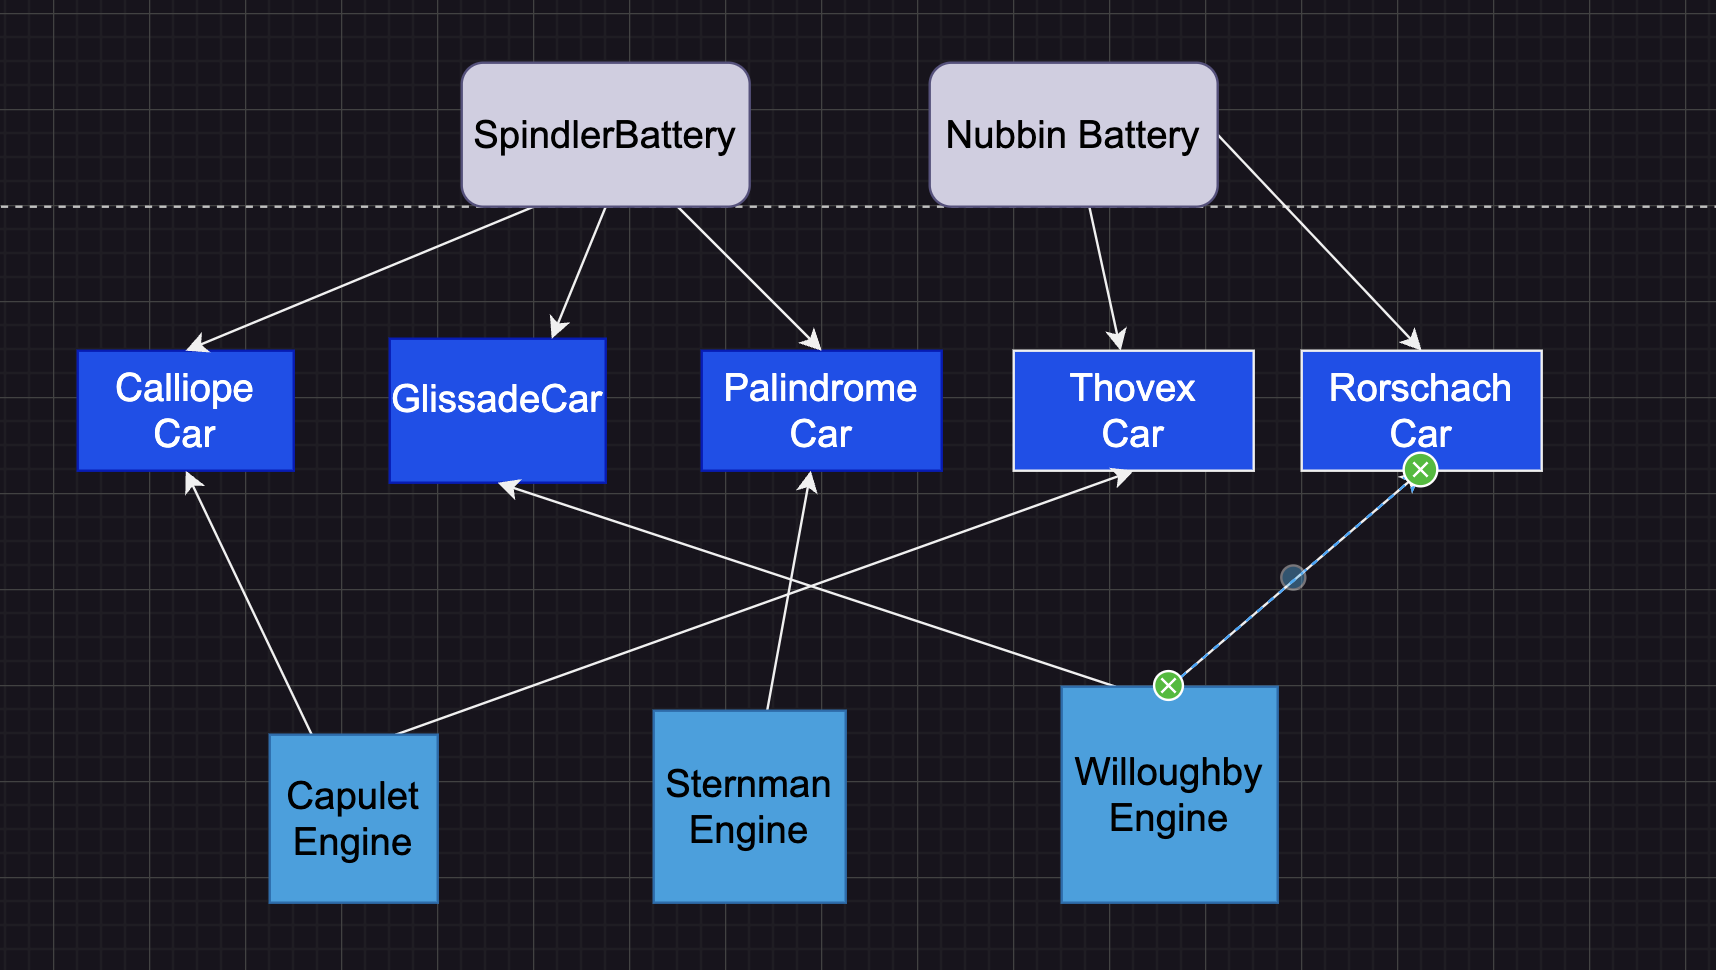 SpindlerBattery
Nubbin Battery
Calliope
Car
GlissadeCar
Palindrome
Car
Thovex
Car
Rorschach
Car
Capulet
Engine
Sternman
Engine
Willoughby
Engine